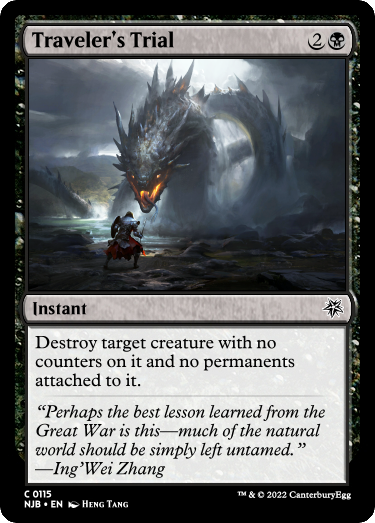 Traveler's Trial 2
Instant
Destroy target creature with no
counters on it and no permanents
attached to it.
“Perhaps the best lesson learned from the
Great War is this—much of the natural
world should be simply left untamed.”
—Ing'Wei Zhang
C 0115
NJB • EN Heng Tang
™ & © 2022 CanterburyEgg